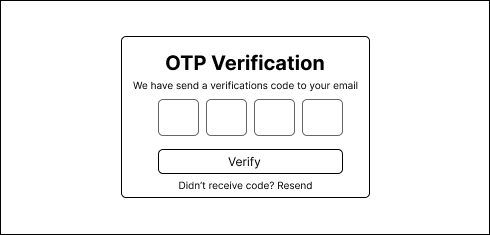 OTP Verification
We have send a verifications code to your email
Verify
Didn't receive code? Resend